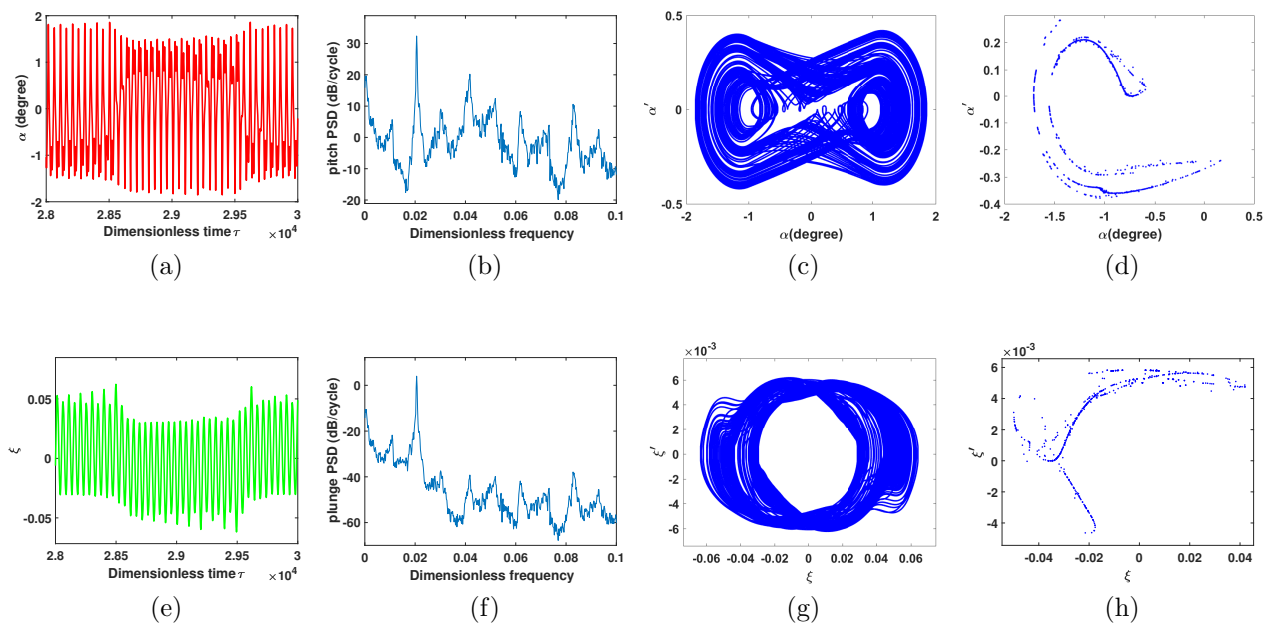 2
1
0
-1
-2
α (degree)
2.8 2.85 2.9 2.95 3
Dimensionless time τ ×10⁴
(a)
30
20
10
0
-10
-20
pitch PSD (dB/cycle)
0 0.02 0.04 0.06 0.08 0.1
Dimensionless frequency
(b)
0.5
0
-0.5
α′
-2 -1 0 1 2
α(degree)
(c)
0.3
0.2
0.1
0
-0.1
-0.2
-0.3
-0.4
α′
-2 -1.5 -1 -0.5 0 0.5
α(degree)
(d)
0.05
0
-0.05
ξ
2.8 2.85 2.9 2.95 3
Dimensionless time τ ×10⁴
(e)
0
-20
-40
-60
plunge PSD (dB/cycle)
0 0.02 0.04 0.06 0.08 0.1
Dimensionless frequency
(f)
×10⁻³
6
4
2
0
-2
-4
-6
ξ′
-0.06 -0.04 -0.02 0 0.02 0.04 0.06
ξ
(g)
×10⁻³
6
4
2
0
-2
-4
ξ′
-0.04 -0.02 0 0.02 0.04
ξ
(h)